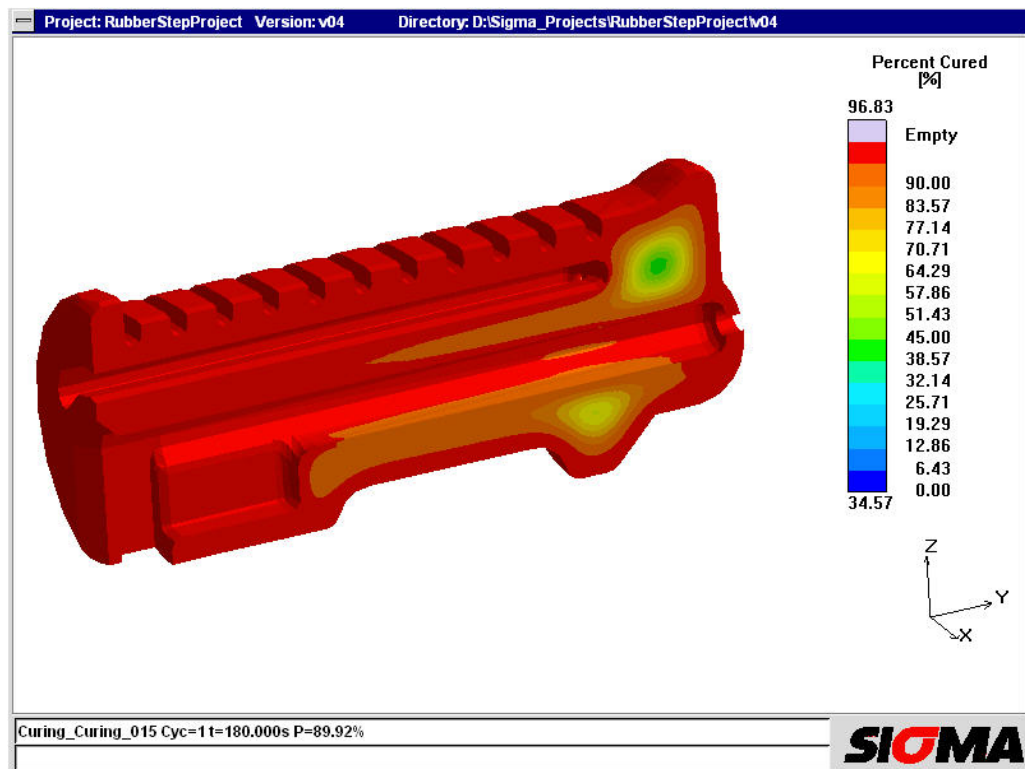 Project: RubberStepProject Version: v04 Directory: D:\Sigma_Projects\RubberStepProject\v04
Percent Cured
[%]
96.83
Empty
90.00
83.57
77.14
70.71
64.29
57.86
51.43
45.00
38.57
32.14
25.71
19.29
12.86
6.43
0.00
34.57
Z
Y
X
Curing_Curing_015 Cyc=1 t=180.000s P=89.92%
SIGMA